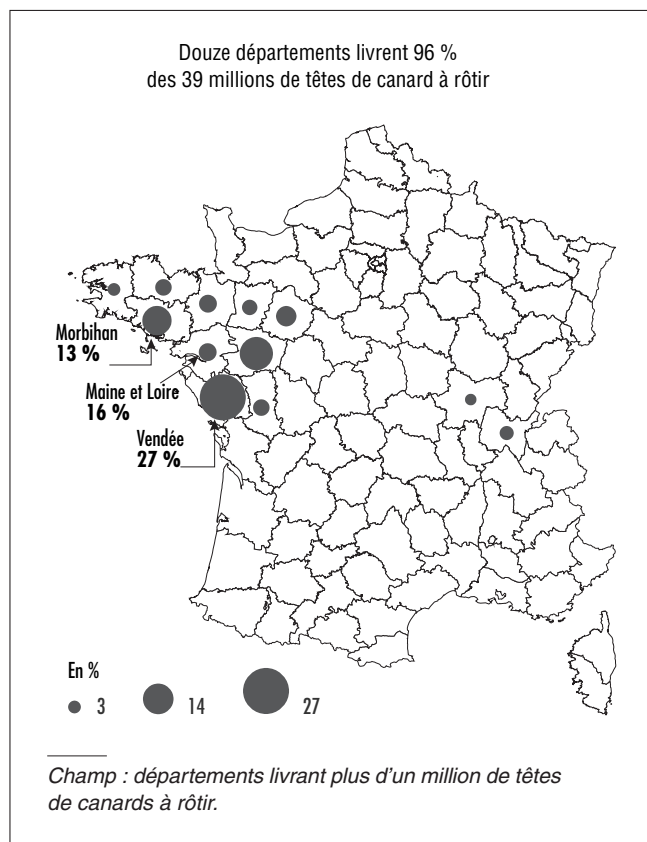 Douze départements livrent 96 %
des 39 millions de têtes de canard à rôtir
Morbihan
13 %
Maine et Loire
16 %
Vendée
27 %
En %
3
14
27
Champ : départements livrant plus d'un million de têtes
de canards à rôtir.